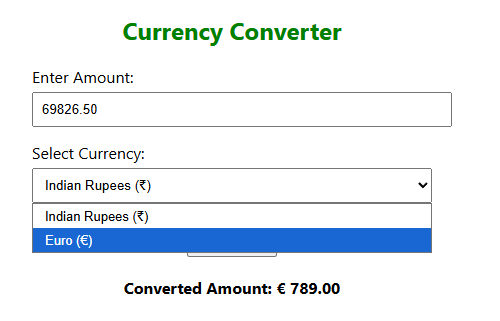 Currency Converter
Enter Amount:
69826.50
Select Currency:
Indian Rupees (₹)
Indian Rupees (₹)
Euro (€)
Converted Amount: € 789.00